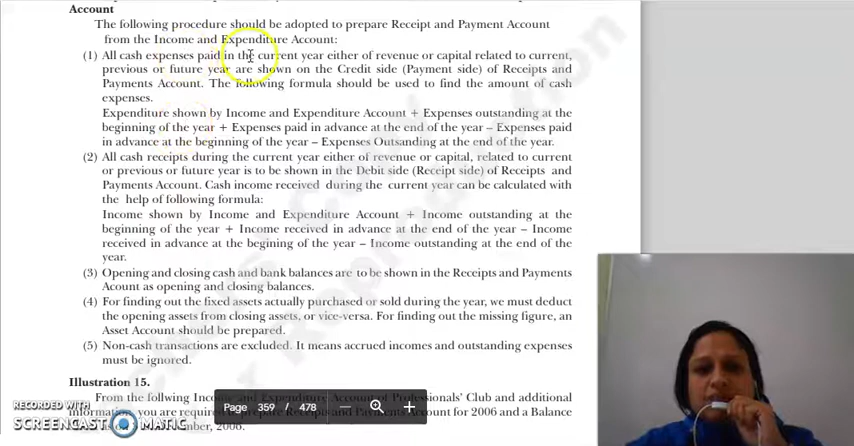 Account
The following procedure should be adopted to prepare Receipt and Payment Account
from the Income and Expenditure Account:
(1) All cash expenses paid in the current year either of revenue or capital related to current,
previous or future year are shown on the Credit side (Payment side) of Receipts and
Payments Account. The following formula should be used to find the amount of cash
expenses.
Expenditure shown by Income and Expenditure Account + Expenses outstanding at the
beginning of the year + Expenses paid in advance at the end of the year – Expenses paid
in advance at the beginning of the year – Expenses Outsanding at the end of the year.
(2) All cash receipts during the current year either of revenue or capital, related to current
or previous or future year is to be shown in the Debit side (Receipt side) of Receipts and
Payments Account. Cash income received during the current year can be calculated with
the help of following formula:
Income shown by Income and Expenditure Account + Income outstanding at the
beginning of the year + Income received in advance at the end of the year – Income
received in advance at the begining of the year – Income outstanding at the end of the
year.
(3) Opening and closing cash and bank balances are to be shown in the Receipts and Payments
Acount as opening and closing balances.
(4) For finding out the fixed assets actually purchased or sold during the year, we must deduct
the opening assets from closing assets, or vice-versa. For finding out the missing figure, an
Asset Account should be prepared.
(5) Non-cash transactions are excluded. It means accrued incomes and outstanding expenses
must be ignored.
Illustration 15.
From the follwing Professionals' Club and additional
information, you are required Account for 2006 and a Balance
2006.
Page 359 / 478
RECORDED WITH
SCREENCAST MATIC